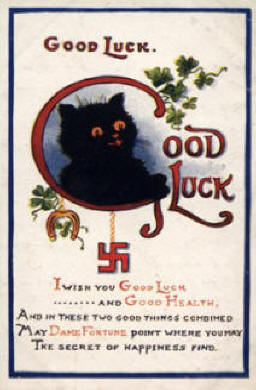 GOOD LUCK.
GOOD
LUCK
I WISH YOU GOOD LUCK
........ AND GOOD HEALTH,
AND IN THESE TWO GOOD THINGS COMBINED
MAY DAME FORTUNE POINT WHERE YOU MAY
THE SECRET OF HAPPINESS FIND.